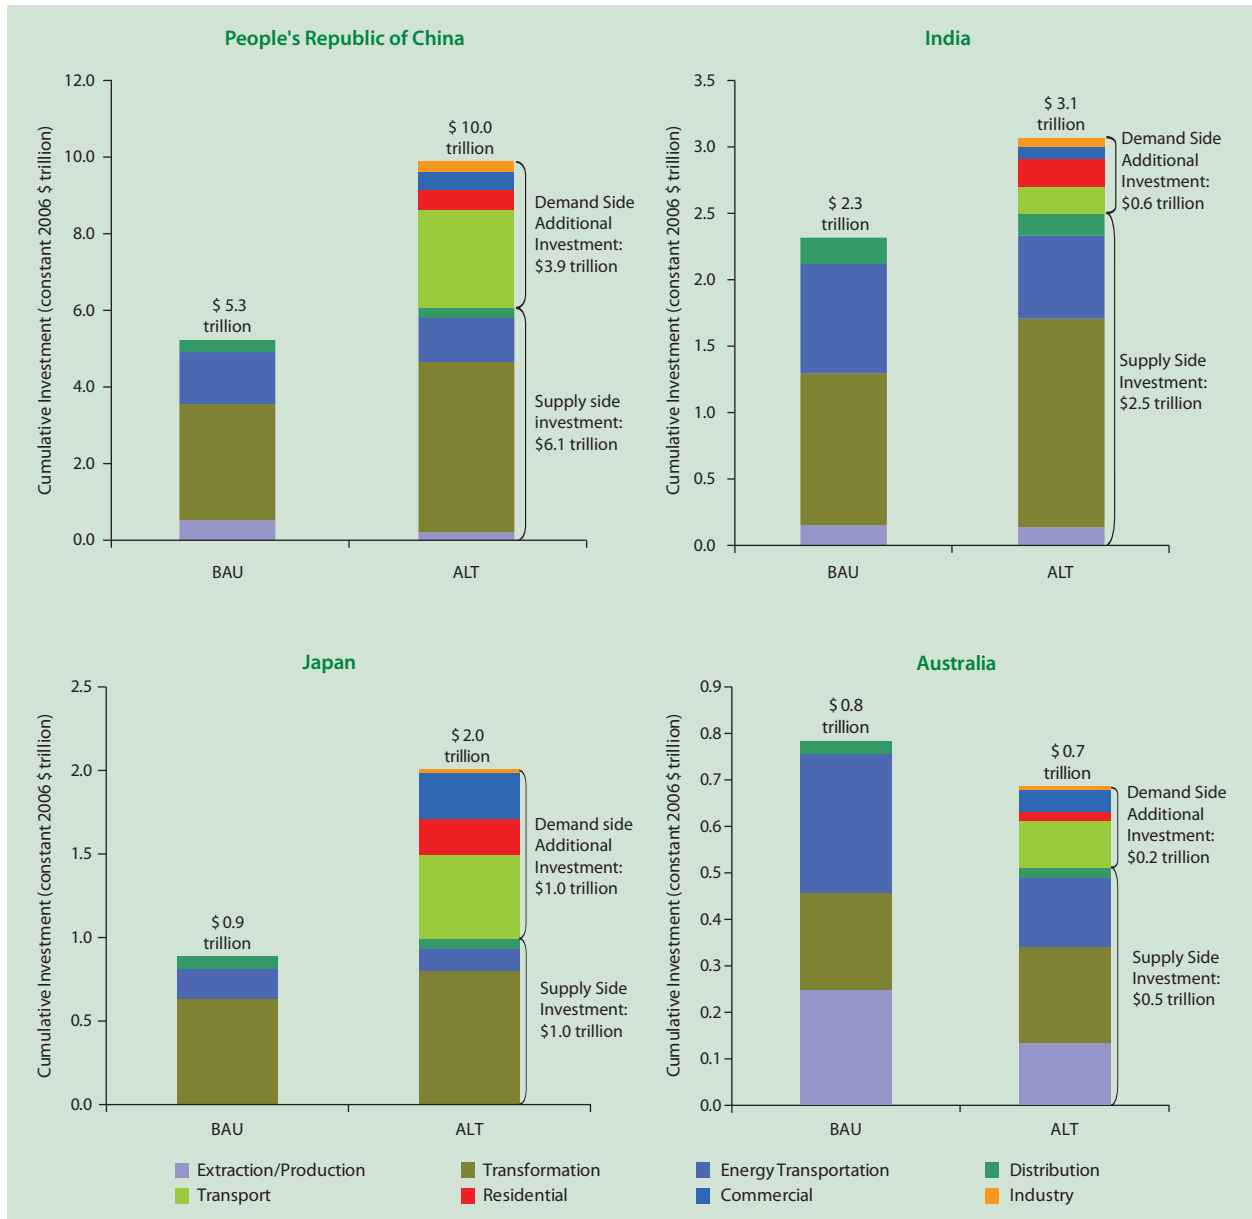 People's Republic of China
Cumulative Investment (constant 2006 $ trillion)
12.0
10.0
8.0
6.0
4.0
2.0
0.0
$ 5.3
trillion
$ 10.0
trillion
Demand Side
Additional
Investment:
$3.9 trillion
Supply side
investment:
$6.1 trillion
BAU
ALT
India
Cumulative Investment (constant 2006 $ trillion)
3.5
3.0
2.5
2.0
1.5
1.0
0.5
0.0
$ 2.3
trillion
$ 3.1
trillion
Demand Side
Additional
Investment:
$0.6 trillion
Supply Side
Investment:
$2.5 trillion
BAU
ALT
Japan
Cumulative Investment (constant 2006 $ trillion)
2.5
2.0
1.5
1.0
0.5
0.0
$ 0.9
trillion
$ 2.0
trillion
Demand side
Additional
Investment:
$1.0 trillion
Supply Side
Investment:
$1.0 trillion
BAU
ALT
Australia
Cumulative Investment (constant 2006 $ trillion)
0.9
0.8
0.7
0.6
0.5
0.4
0.3
0.2
0.1
0.0
$ 0.8
trillion
$ 0.7
trillion
Demand Side
Additional
Investment:
$0.2 trillion
Supply Side
Investment:
$0.5 trillion
BAU
ALT
Extraction/Production
Transformation
Energy Transportation
Distribution
Transport
Residential
Commercial
Industry